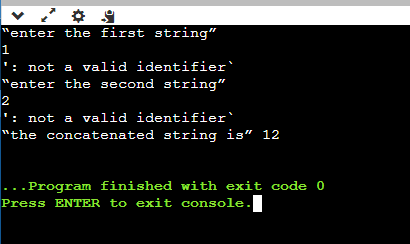 “enter the first string”
1
': not a valid identifier`
“enter the second string”
2
': not a valid identifier`
“the concatenated string is” 12
...Program finished with exit code 0
Press ENTER to exit console.